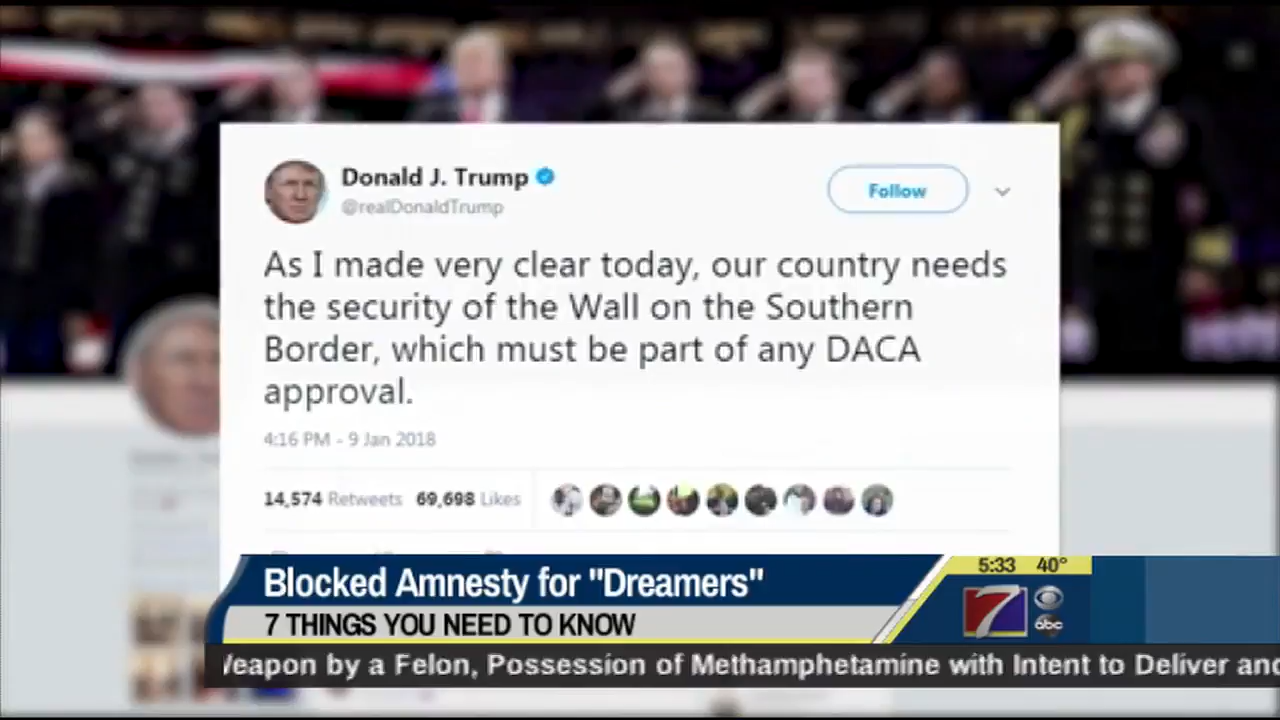 Donald J. Trump
@realDonaldTrump
Follow
As I made very clear today, our country needs
the security of the Wall on the Southern
Border, which must be part of any DACA
approval.
4:16 PM - 9 Jan 2018
14,574 Retweets 69,698 Likes
Blocked Amnesty for "Dreamers"
5:33 40°
7 THINGS YOU NEED TO KNOW
7
abc
by a Felon, Possession of Methamphetamine with Intent to Deliver